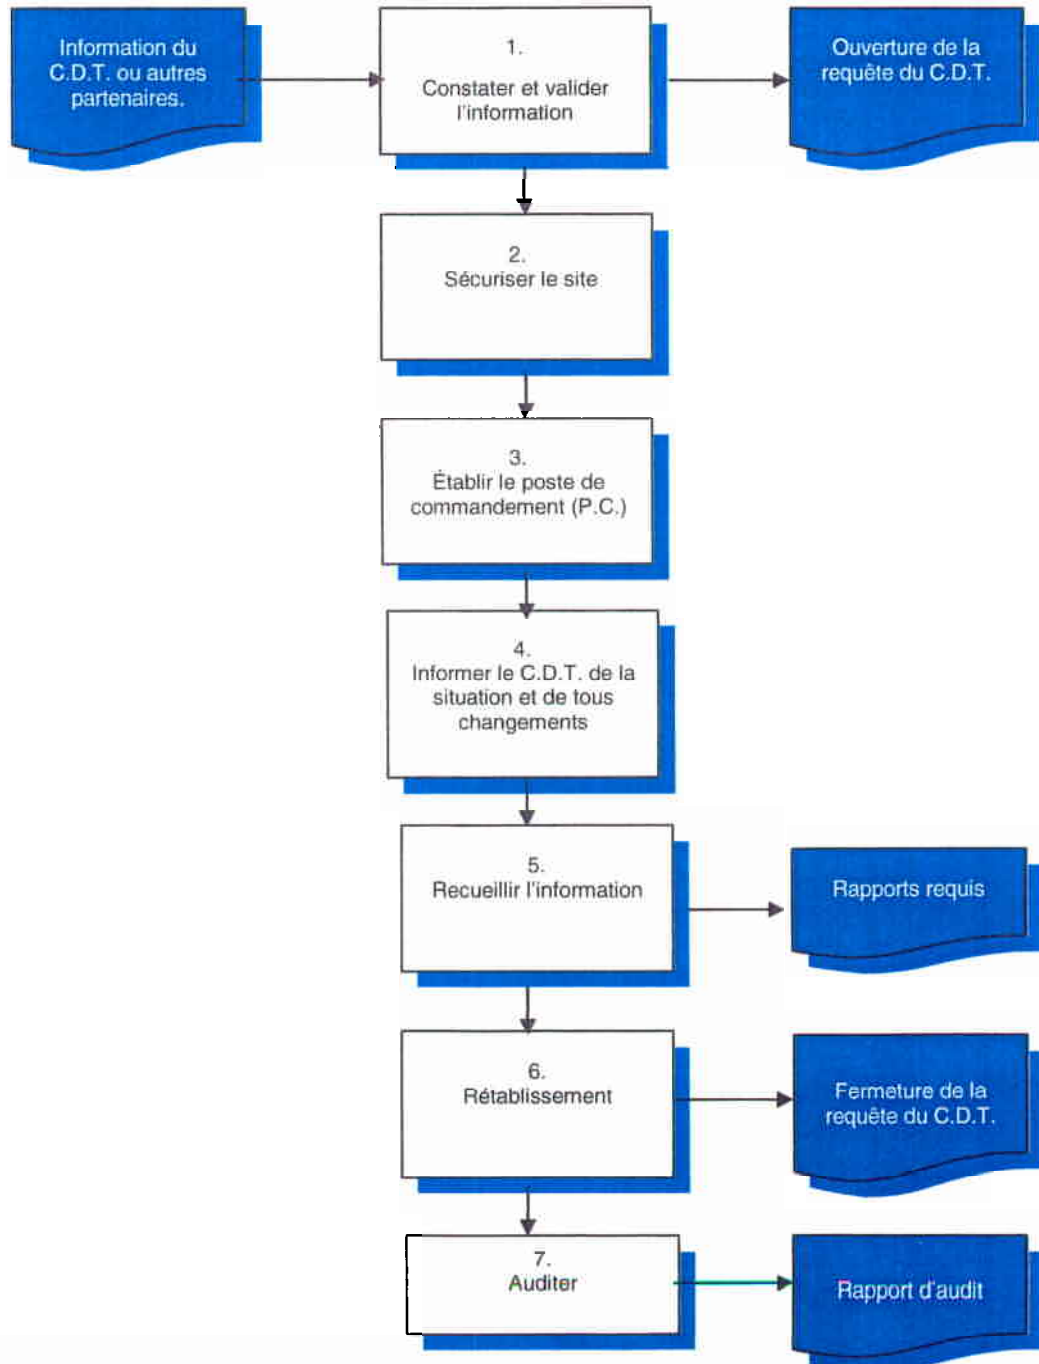 Information du
C.D.T. ou autres
partenaires.
1.
Constater et valider
l'information
Ouverture de la
requête du C.D.T.
2.
Sécuriser le site
3.
Établir le poste de
commandement (P.C.)
4.
Informer le C.D.T. de la
situation et de tous
changements
5.
Recueillir l'information
Rapports requis
6.
Rétablissement
Fermeture de la
requête du C.D.T.
7.
Auditer
Rapport d'audit